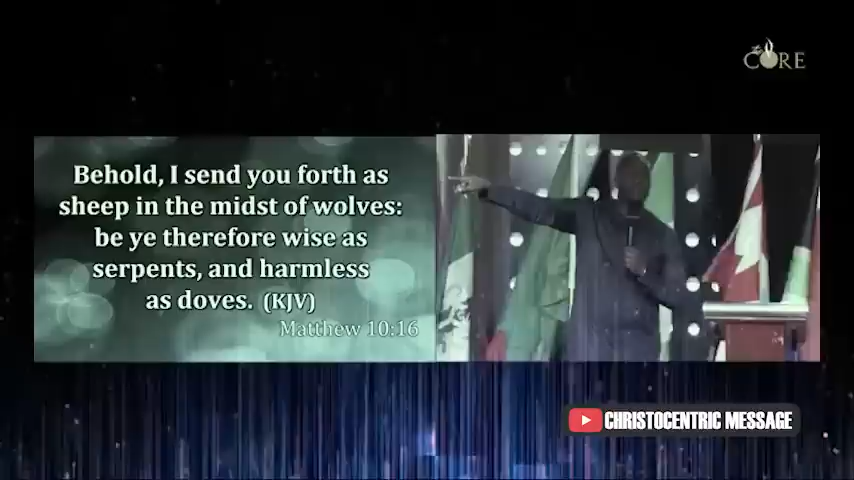 the
CORE
Behold, I send you forth as
sheep in the midst of wolves:
be ye therefore wise as
serpents, and harmless
as doves. (KJV)
Matthew 10:16
CHRISTOCENTRIC MESSAGE